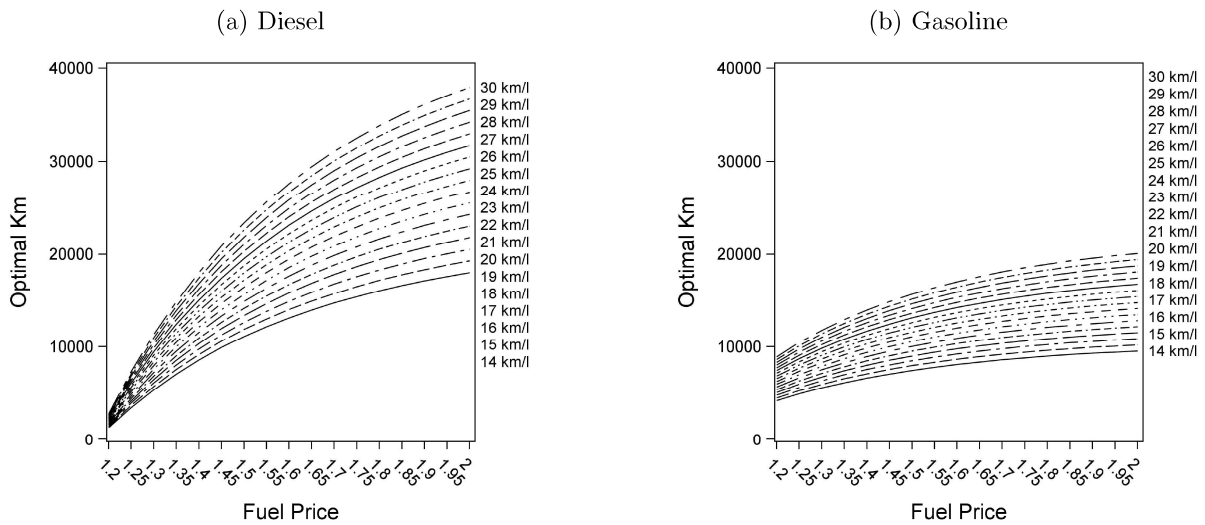 (a) Diesel
40000
30000
20000
10000
0
Optimal Km
1.2
1.25
1.3
1.35
1.4
1.45
1.5
1.55
1.6
1.65
1.7
1.75
1.8
1.85
1.9
1.95
2
Fuel Price
30 km/l
29 km/l
28 km/l
27 km/l
26 km/l
25 km/l
24 km/l
23 km/l
22 km/l
21 km/l
20 km/l
19 km/l
18 km/l
17 km/l
16 km/l
15 km/l
14 km/l
(b) Gasoline
40000
30000
20000
10000
0
Optimal Km
1.2
1.25
1.3
1.35
1.4
1.45
1.5
1.55
1.6
1.65
1.7
1.75
1.8
1.85
1.9
1.95
2
Fuel Price
30 km/l
29 km/l
28 km/l
27 km/l
26 km/l
25 km/l
24 km/l
23 km/l
22 km/l
21 km/l
20 km/l
19 km/l
18 km/l
17 km/l
16 km/l
15 km/l
14 km/l